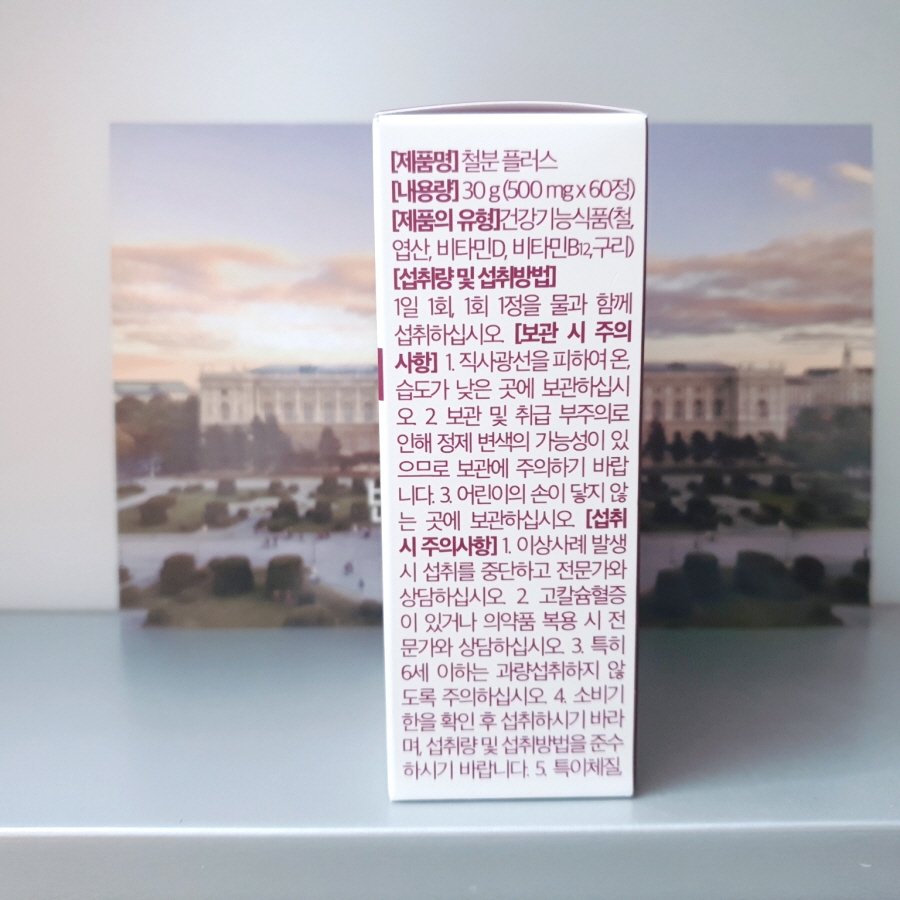 [제품명] 철분 플러스
[내용량] 30 g (500 mg x 60정)
[제품의 유형]건강기능식품(철,
엽산, 비타민D, 비타민B12,구리)
[섭취량 및 섭취방법]
1일 1회, 1회 1정을 물과 함께
섭취하십시오 [보관 시 주의
사항] 1. 직사광선을 피하여 온,
습도가 낮은 곳에 보관하십시
오 2. 보관 및 취급 부주의로
인해 정제 변색의 가능성이 있
으므로 보관에 주의하기 바랍
니다. 3. 어린이의 손이 닿지 않
는 곳에 보관하십시오 [섭취
시 주의사항] 1. 이상사례 발생
시 섭취를 중단하고 전문가와
상담하십시오 2. 고칼슘혈증
이 있거나 의약품 복용 시 전
문가와 상담하십시오. 3. 특히
6세 이하는 과량섭취하지 않
도록 주의하십시오 4. 소비기
한을 확인 후 섭취하시기 바라
며, 섭취량 및 섭취방법을 준수
하시기 바랍니다. 5. 특이체질,